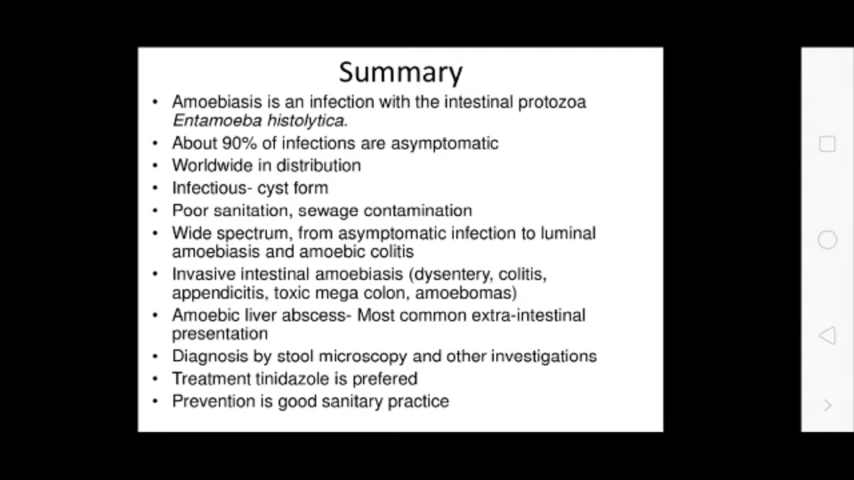 Summary
• Amoebiasis is an infection with the intestinal protozoa
Entamoeba histolytica.
• About 90% of infections are asymptomatic
• Worldwide in distribution
• Infectious- cyst form
• Poor sanitation, sewage contamination
• Wide spectrum, from asymptomatic infection to luminal
amoebiasis and amoebic colitis
• Invasive intestinal amoebiasis (dysentery, colitis,
appendicitis, toxic mega colon, amoebomas)
• Amoebic liver abscess- Most common extra-intestinal
presentation
• Diagnosis by stool microscopy and other investigations
• Treatment tinidazole is prefered
• Prevention is good sanitary practice